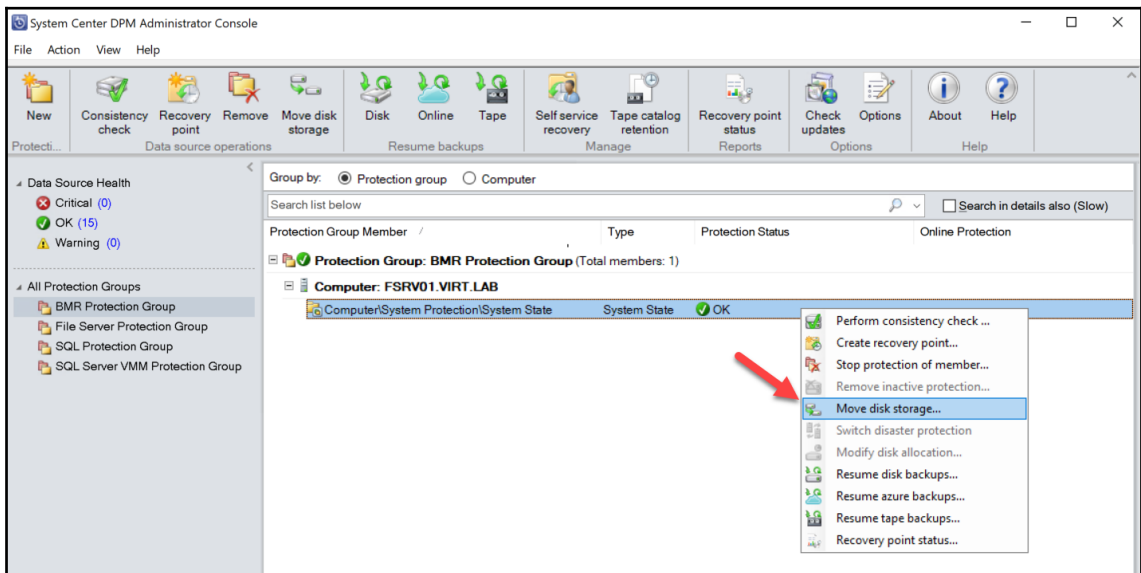 System Center DPM Administrator Console
File Action View Help
New
Consistency check
Recovery point
Remove
Move disk storage
Disk
Online
Tape
Self service recovery
Tape catalog retention
Recovery point status
Check updates
Options
About
Help
Protecti...
Data source operations
Resume backups
Manage
Reports
Options
Help
Data Source Health
Critical (0)
OK (15)
Warning (0)
All Protection Groups
BMR Protection Group
File Server Protection Group
SQL Protection Group
SQL Server VMM Protection Group
Group by: Protection group Computer
Search list below
Search in details also (Slow)
Protection Group Member / Type Protection Status Online Protection
Protection Group: BMR Protection Group (Total members: 1)
Computer: FSRV01.VIRT.LAB
Computer\System Protection\System State System State OK
Perform consistency check ...
Create recovery point...
Stop protection of member...
Remove inactive protection...
Move disk storage...
Switch disaster protection
Modify disk allocation...
Resume disk backups...
Resume azure backups...
Resume tape backups...
Recovery point status...